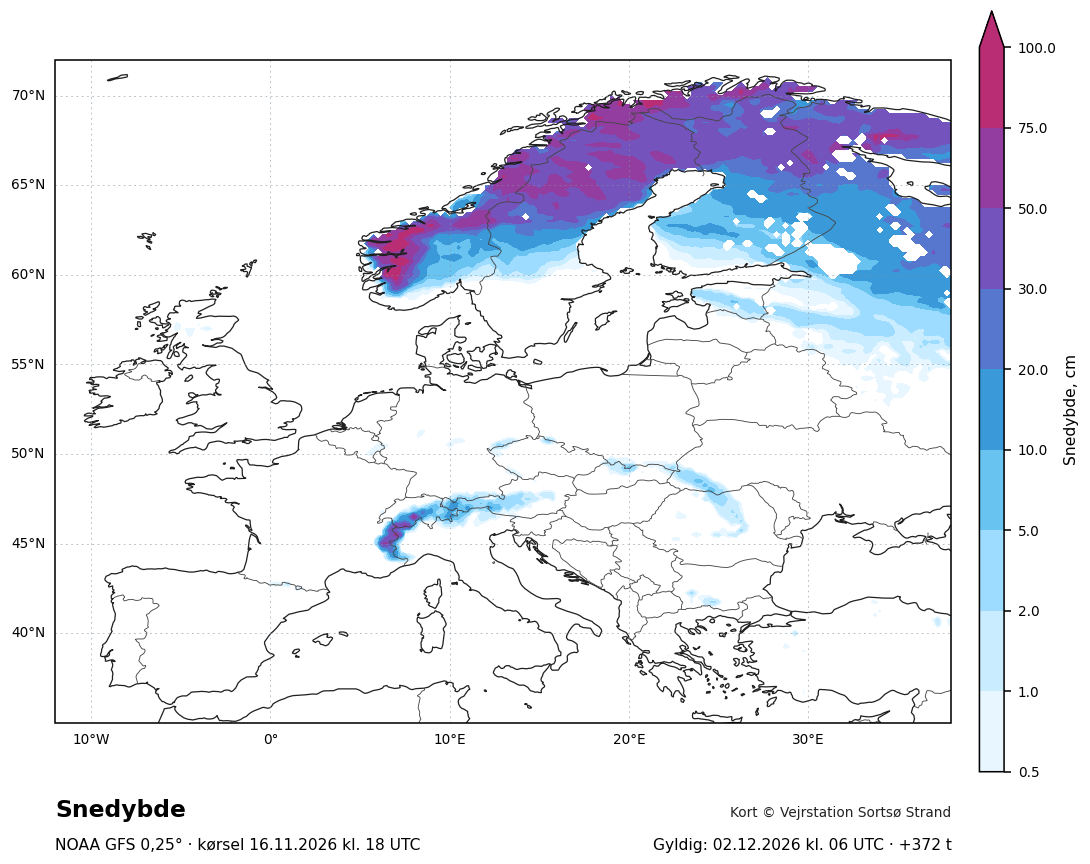 70°N
65°N
60°N
55°N
50°N
45°N
40°N
10°W
0°
10°E
20°E
30°E
100.0
75.0
50.0
30.0
20.0
10.0
5.0
2.0
1.0
0.5
Snedybde, cm
Snedybde
Kort © Vejrstation Sortsø Strand
NOAA GFS 0,25° · kørsel 16.11.2026 kl. 18 UTC
Gyldig: 02.12.2026 kl. 06 UTC · +372 t